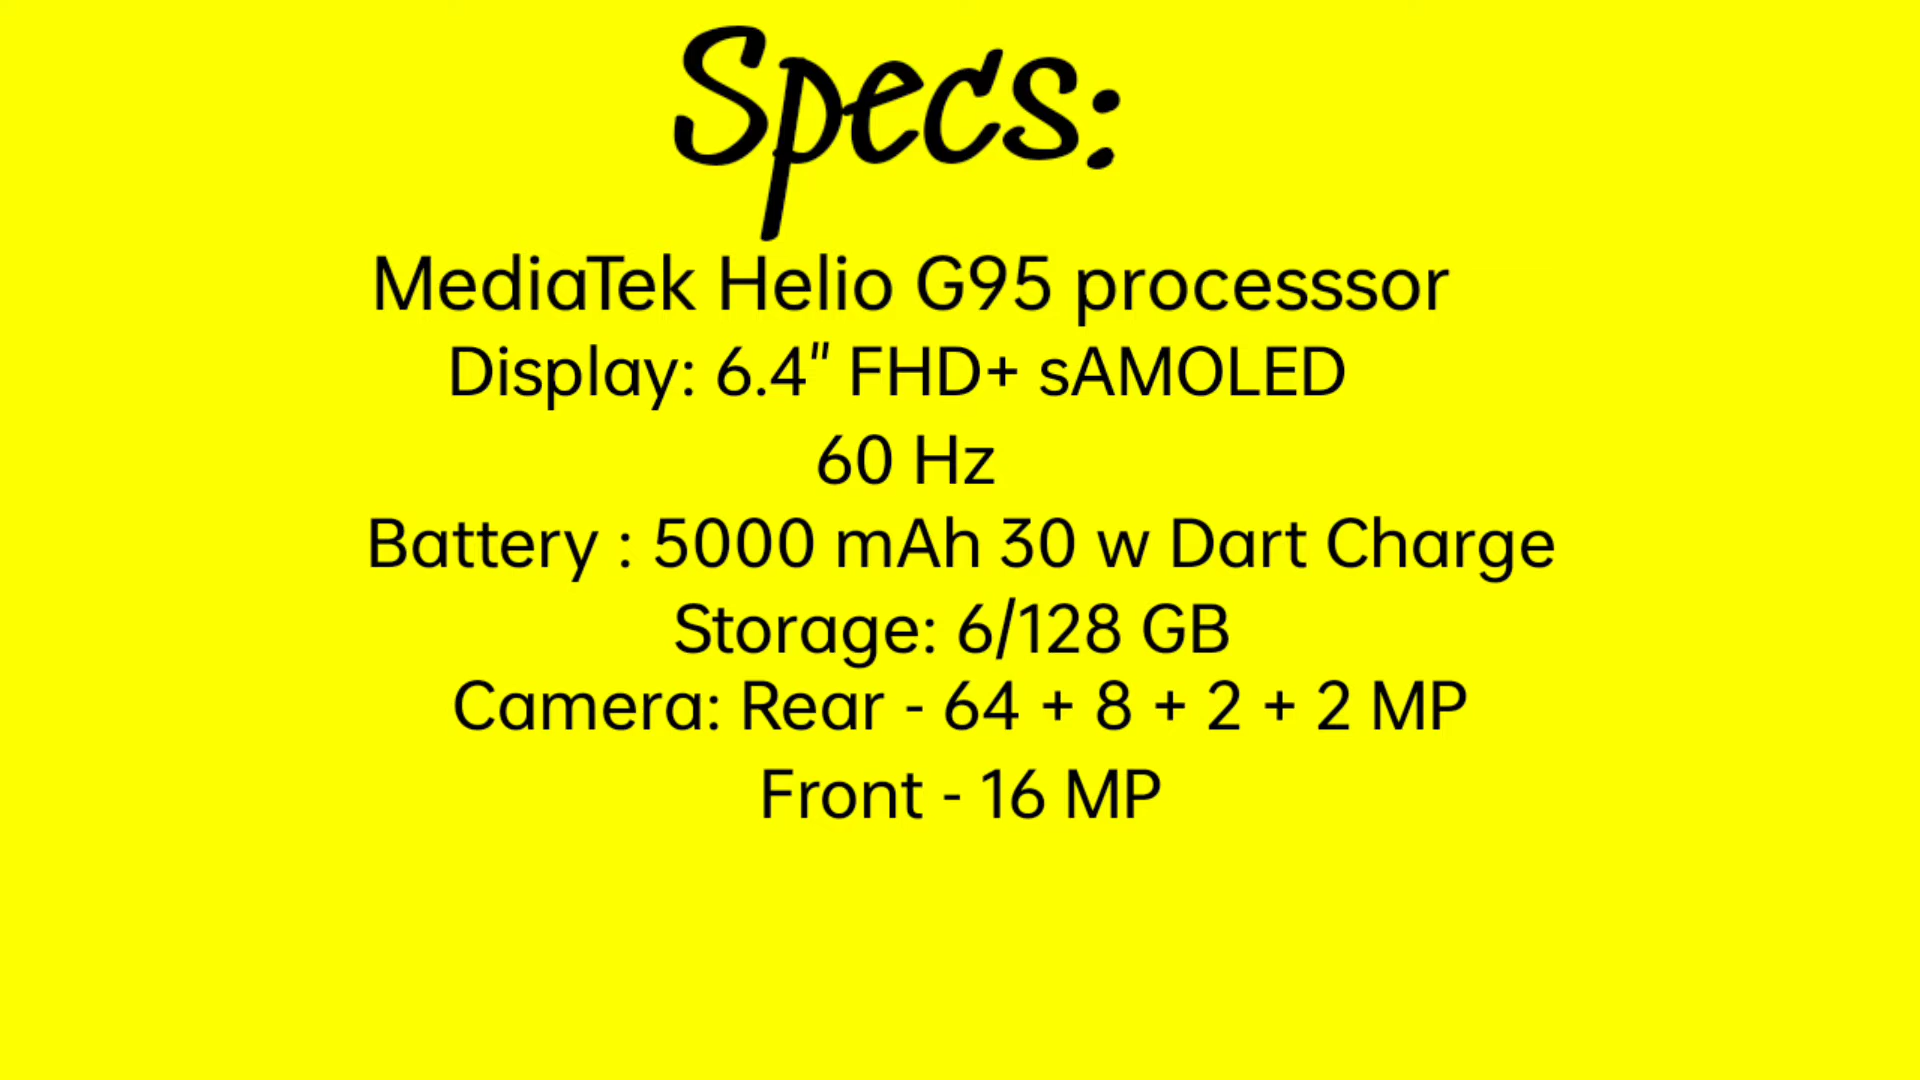 Specs:
MediaTek Helio G95 processsor
Display: 6.4" FHD+ sAMOLED
60 Hz
Battery : 5000 mAh 30 w Dart Charge
Storage: 6/128 GB
Camera: Rear - 64 + 8 + 2 + 2 MP
Front - 16 MP